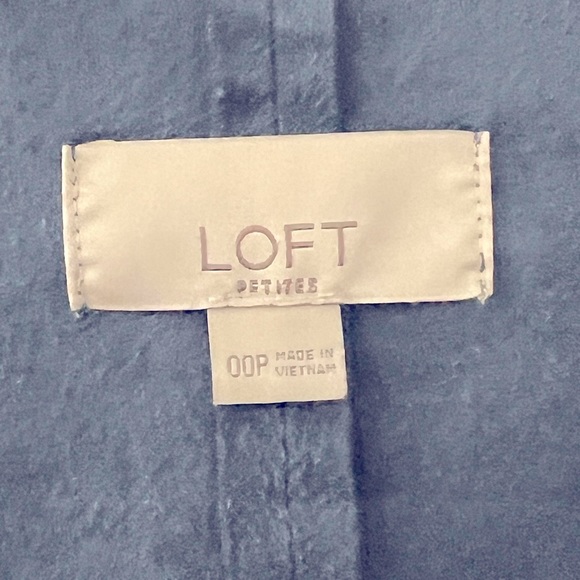 LOFT
PETITES
00P MADE IN
VIETNAM